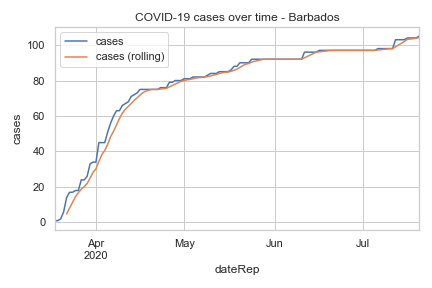 COVID-19 cases over time - Barbados
cases
cases (rolling)
100
80
60
40
20
0
cases
Apr
2020
May
Jun
Jul
dateRep